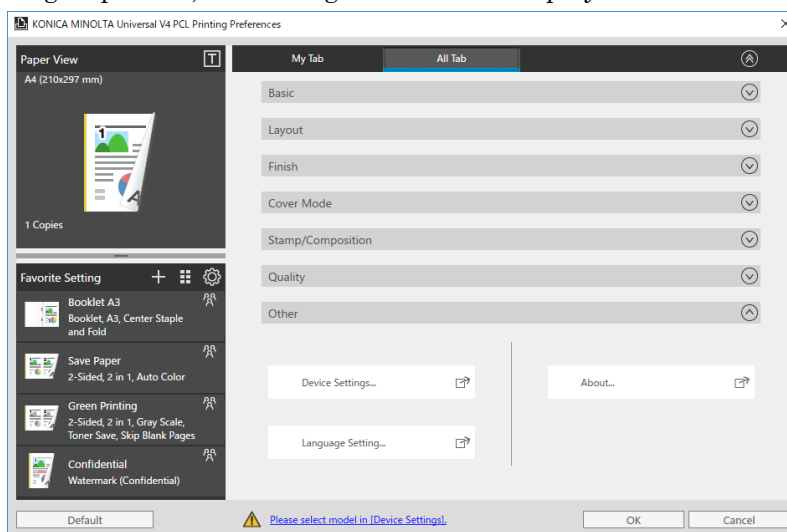 KONICA MINOLTA Universal V4 PCL Printing Preferences
Paper View
T
A4 (210x297 mm)
1
A
1 Copies
Favorite Setting
Booklet A3
Booklet, A3, Center Staple
and Fold
Save Paper
2-Sided, 2 in 1, Auto Color
Green Printing
2-Sided, 2 in 1, Gray Scale,
Toner Save, Skip Blank Pages
Confidential
Watermark (Confidential)
Default
My Tab
All Tab
Basic
Layout
Finish
Cover Mode
Stamp/Composition
Quality
Other
Device Settings...
About...
Language Setting...
Please select model in [Device Settings].
OK
Cancel